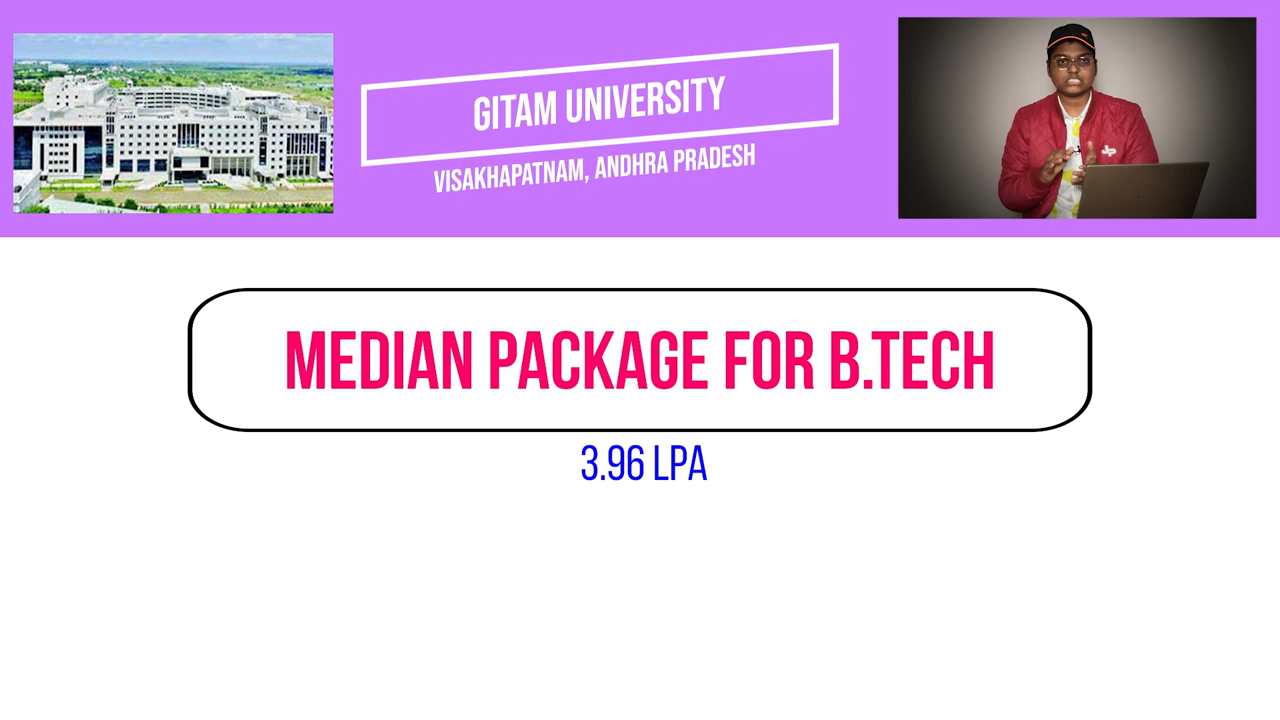 GITAM UNIVERSITY
VISAKHAPATNAM, ANDHRA PRADESH
MEDIAN PACKAGE FOR B.TECH
3.96 LPA